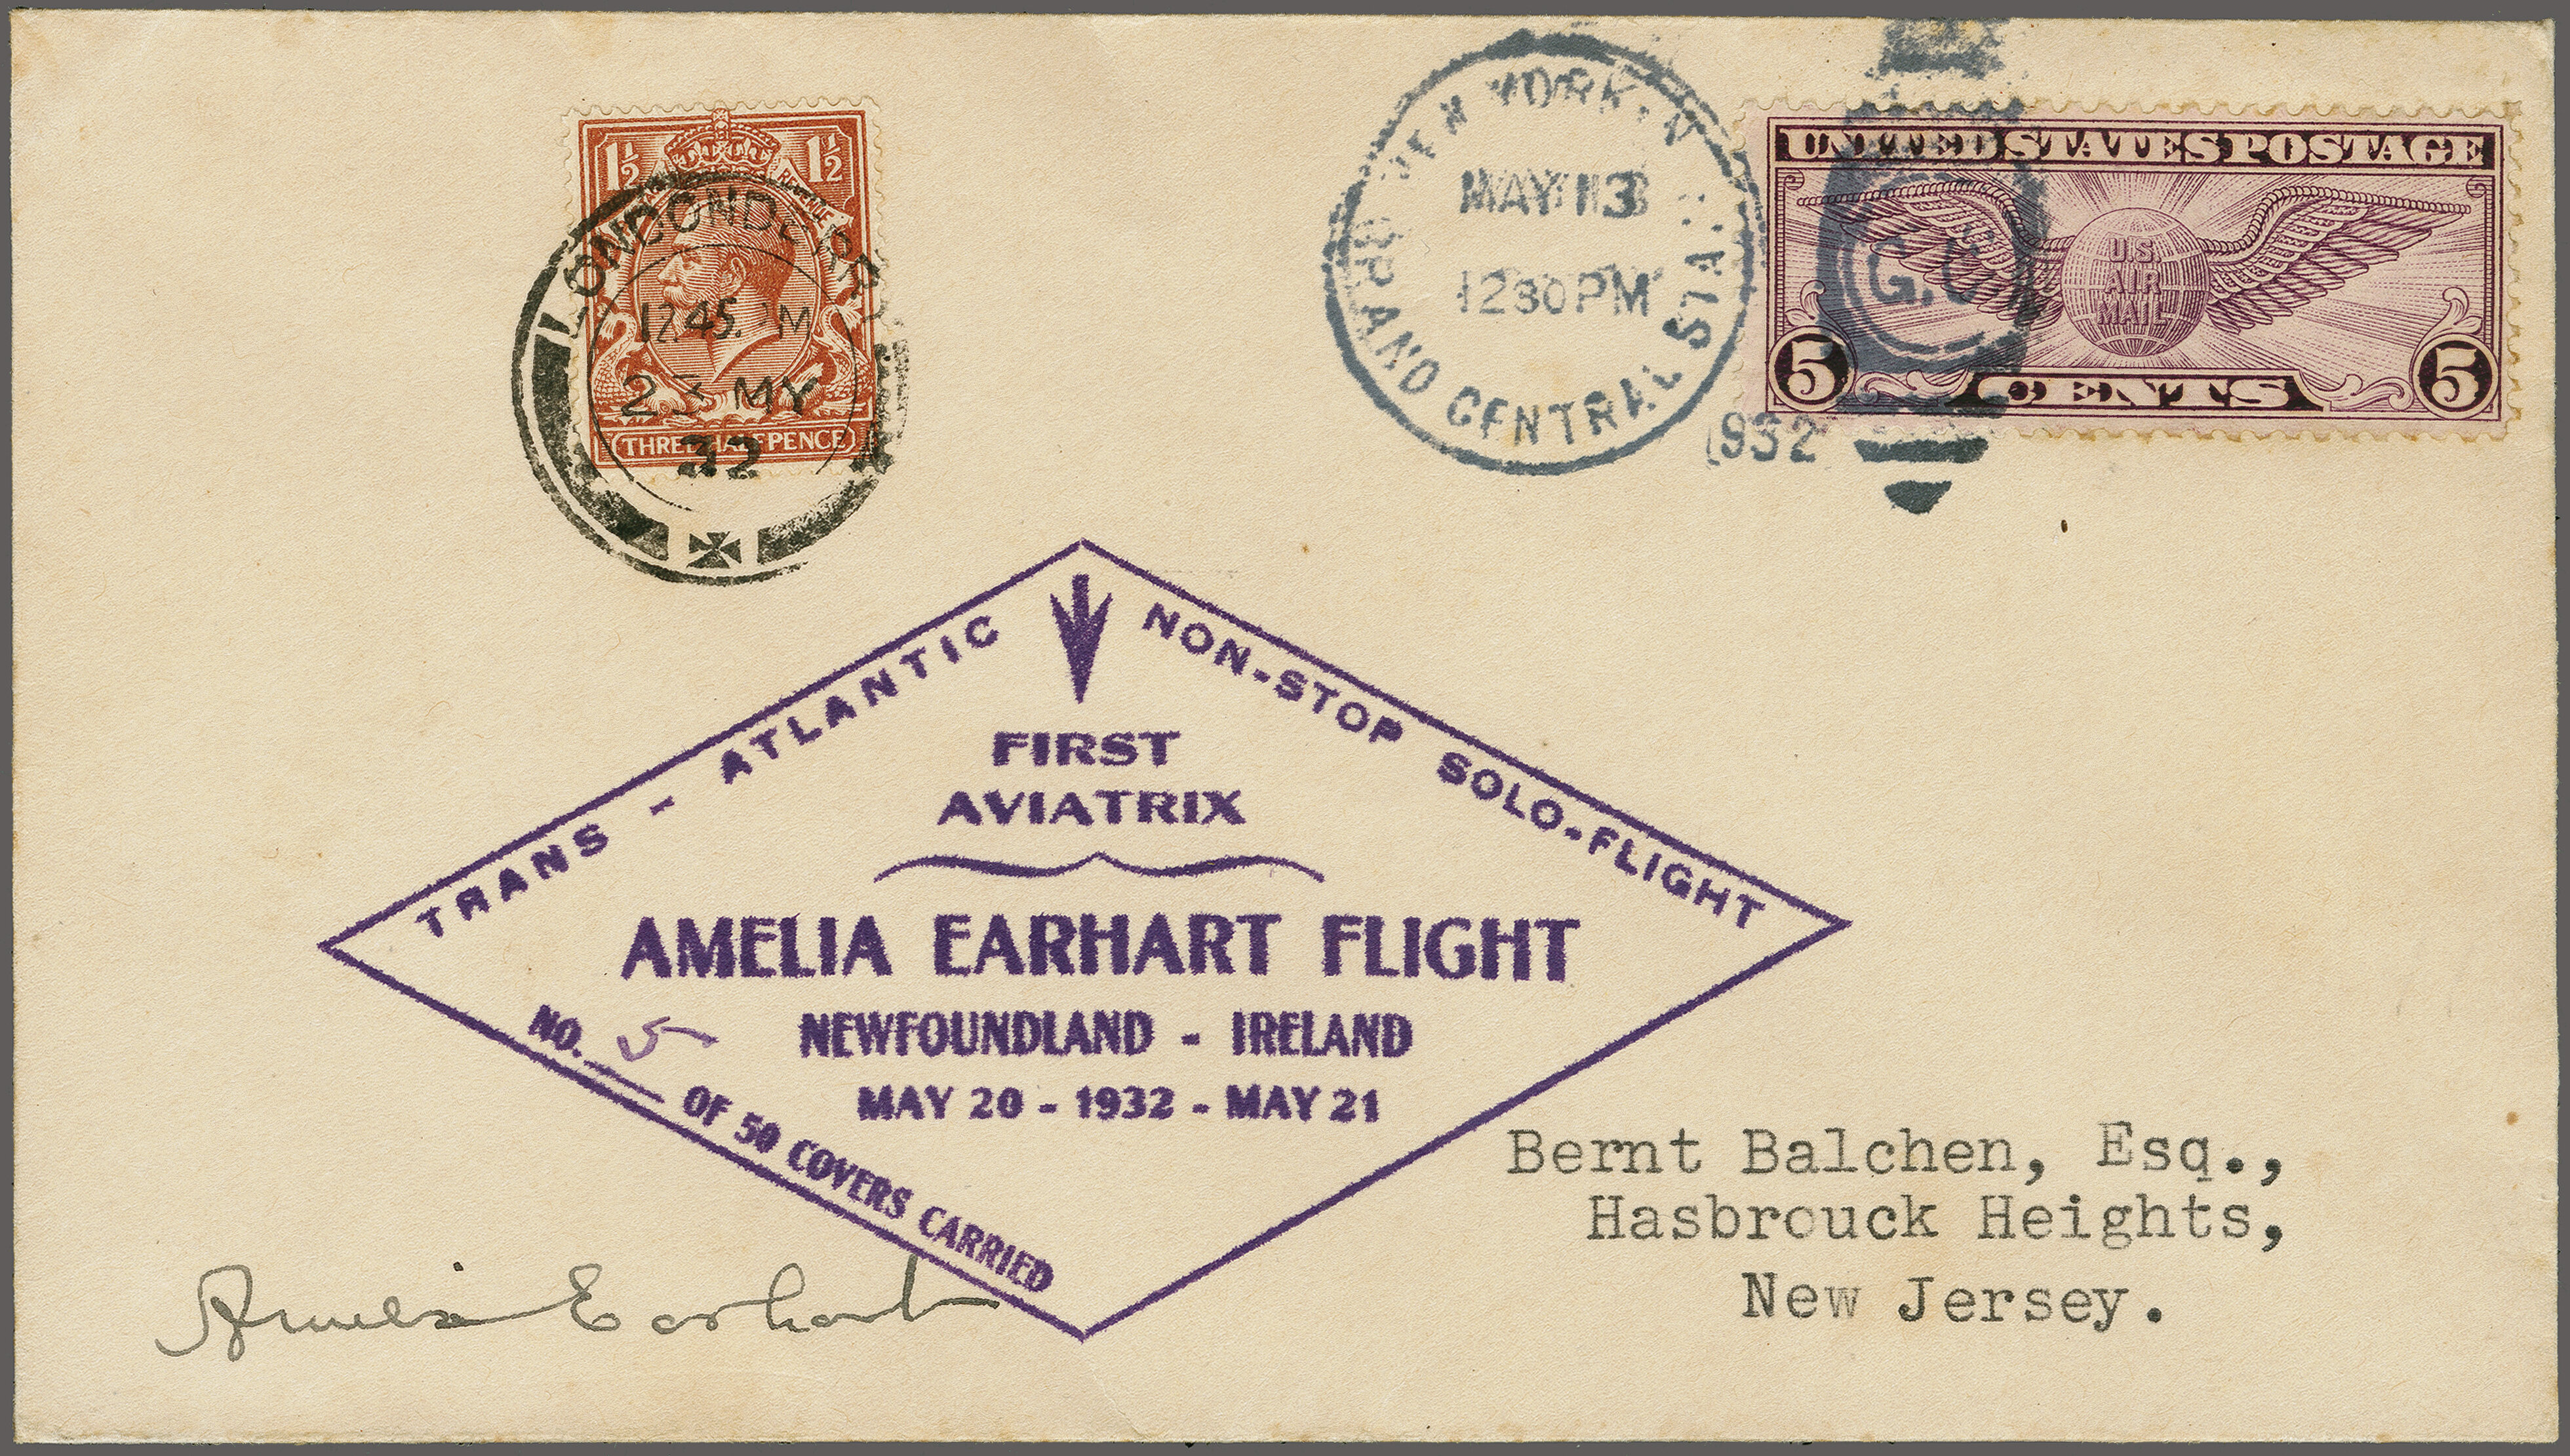 1½ 1½
REVENUE
THREE HALFPENCE
LONDONDERRY
12.45. M
23 MY
32
NEW YORK, N
MAY 13
1230PM
GRAND CENTRAL STA.
1932
UNITED STATES POSTAGE
U.S.
AIR
MAIL
5 CENTS 5
G.C.
TRANS - ATLANTIC
NON-STOP SOLO-FLIGHT
FIRST
AVIATRIX
AMELIA EARHART FLIGHT
NEWFOUNDLAND - IRELAND
MAY 20 - 1932 - MAY 21
NO. 5 OF 50 COVERS CARRIED
Amelia Earhart
Bernt Balchen, Esq.,
Hasbrouck Heights,
New Jersey.